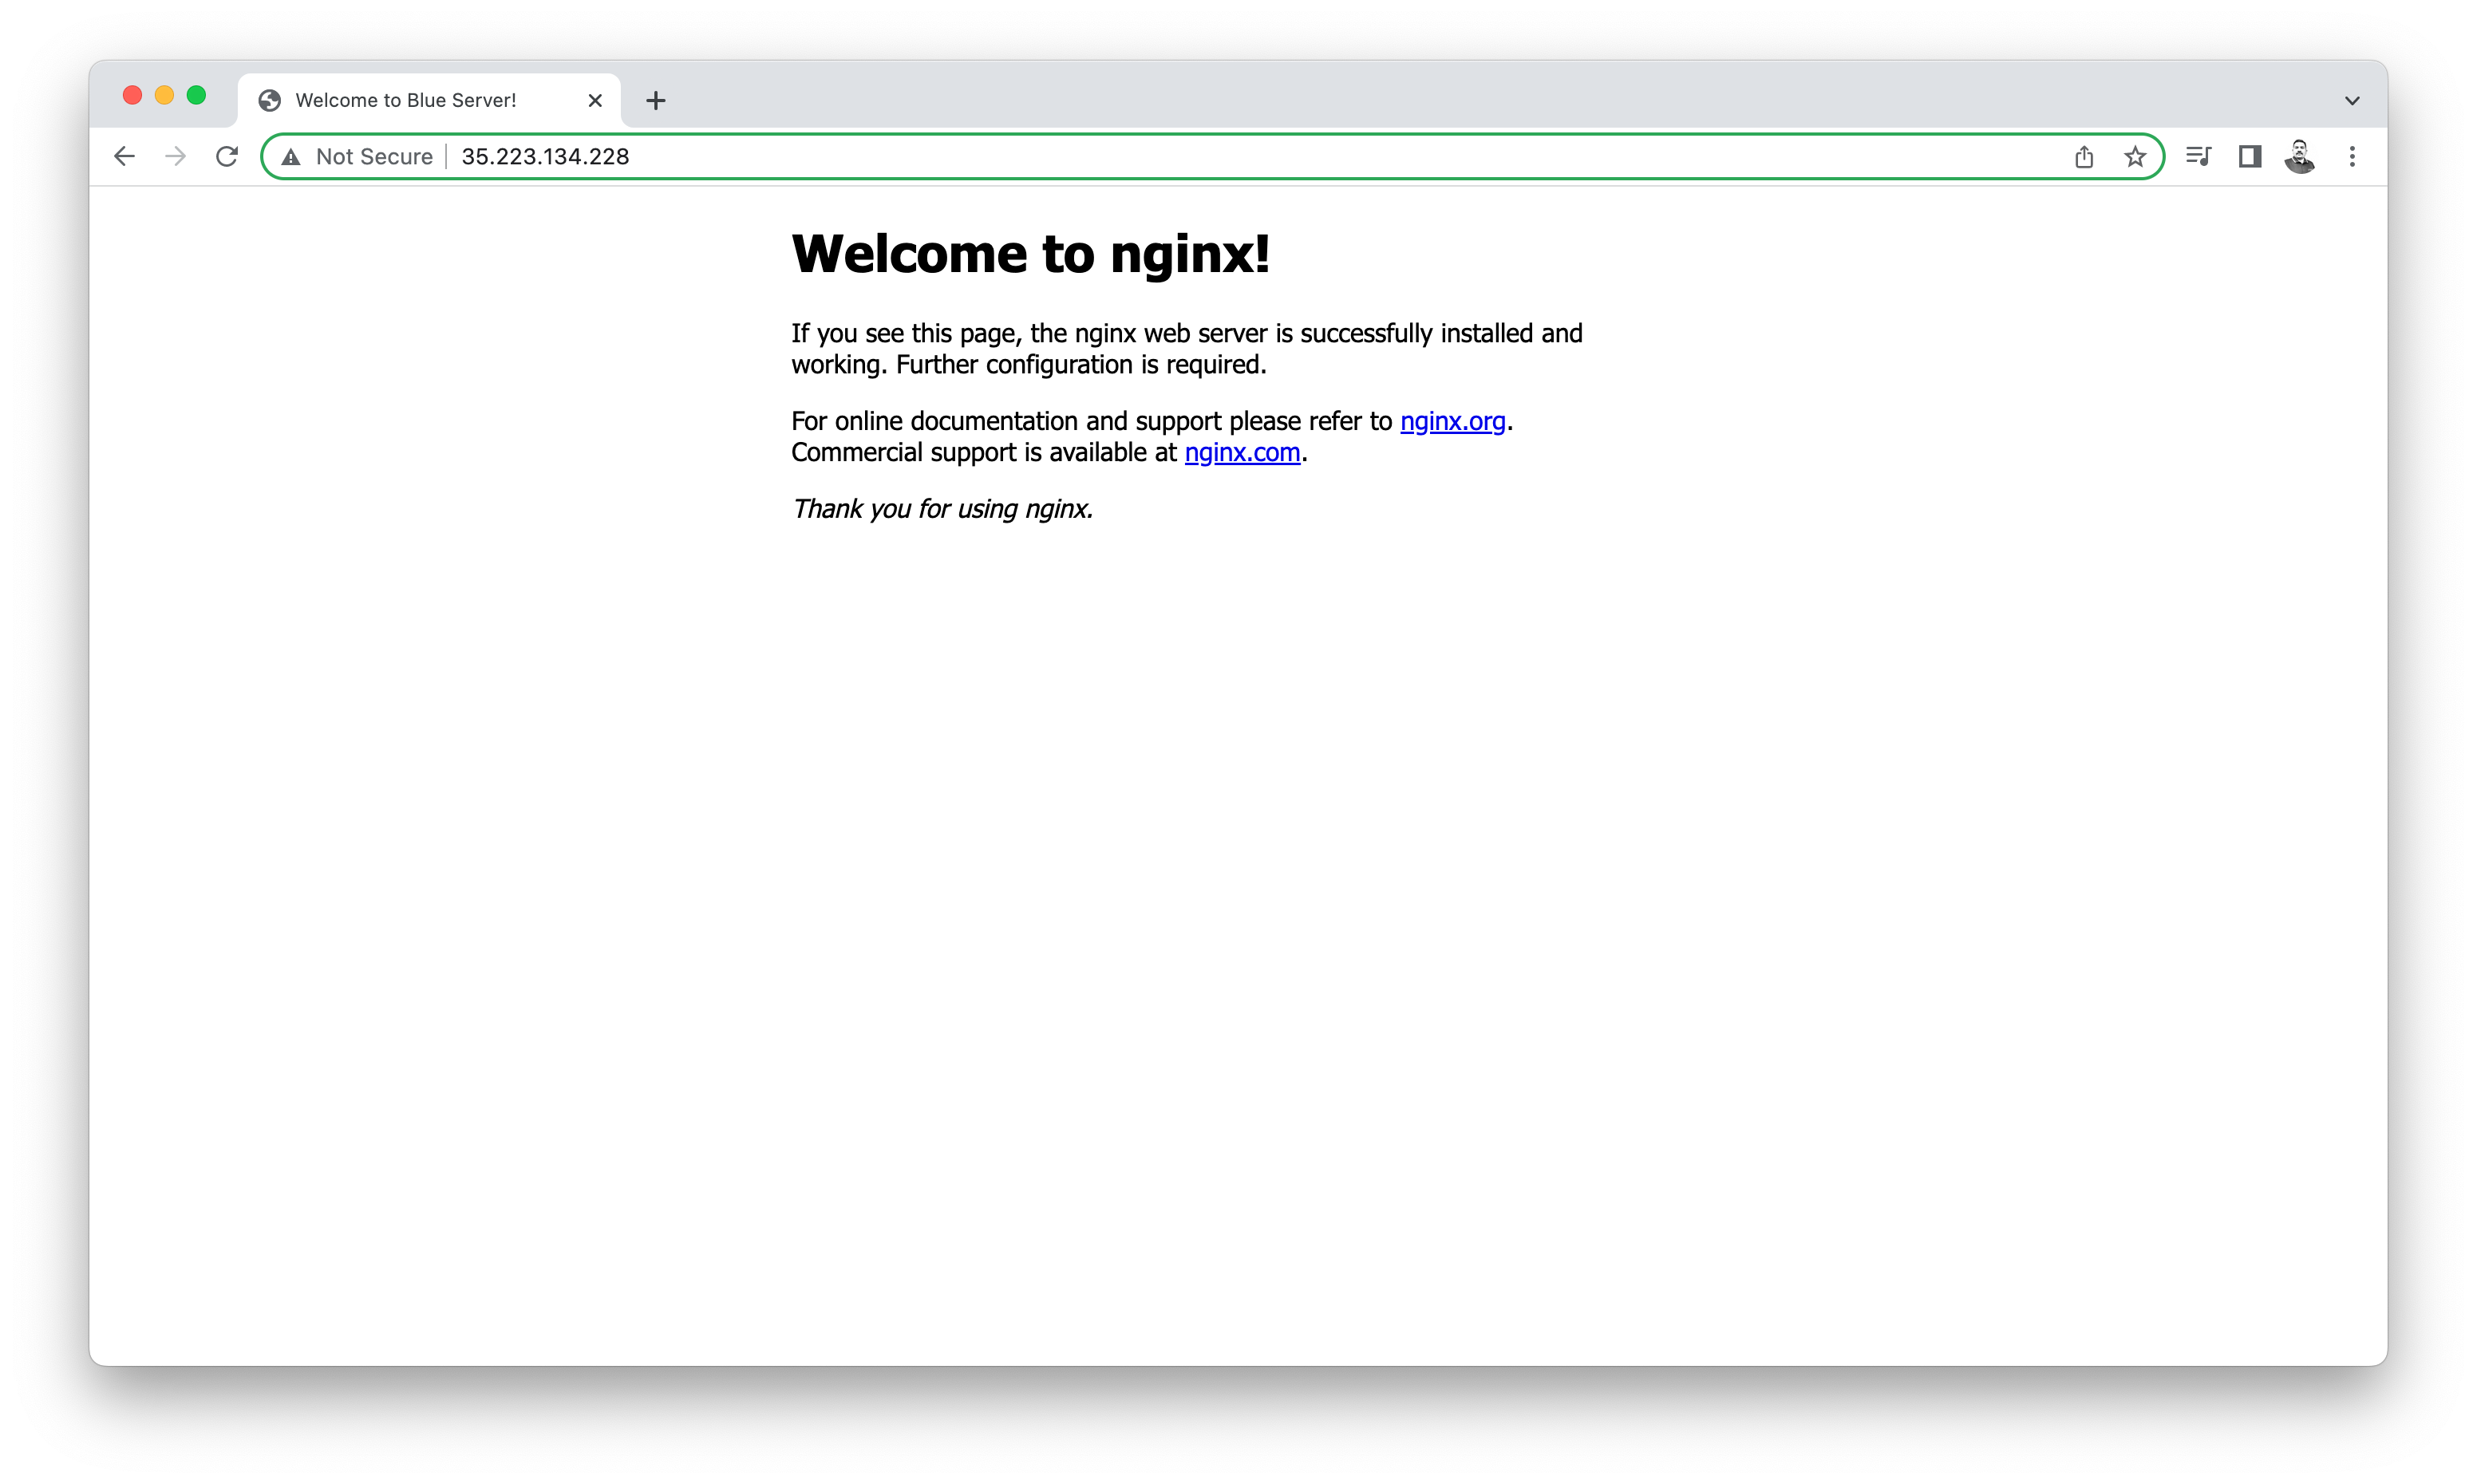 Welcome to Blue Server!
Not Secure
35.223.134.228
Welcome to nginx!
If you see this page, the nginx web server is successfully installed and
working. Further configuration is required.
For online documentation and support please refer to nginx.org.
Commercial support is available at nginx.com.
Thank you for using nginx.